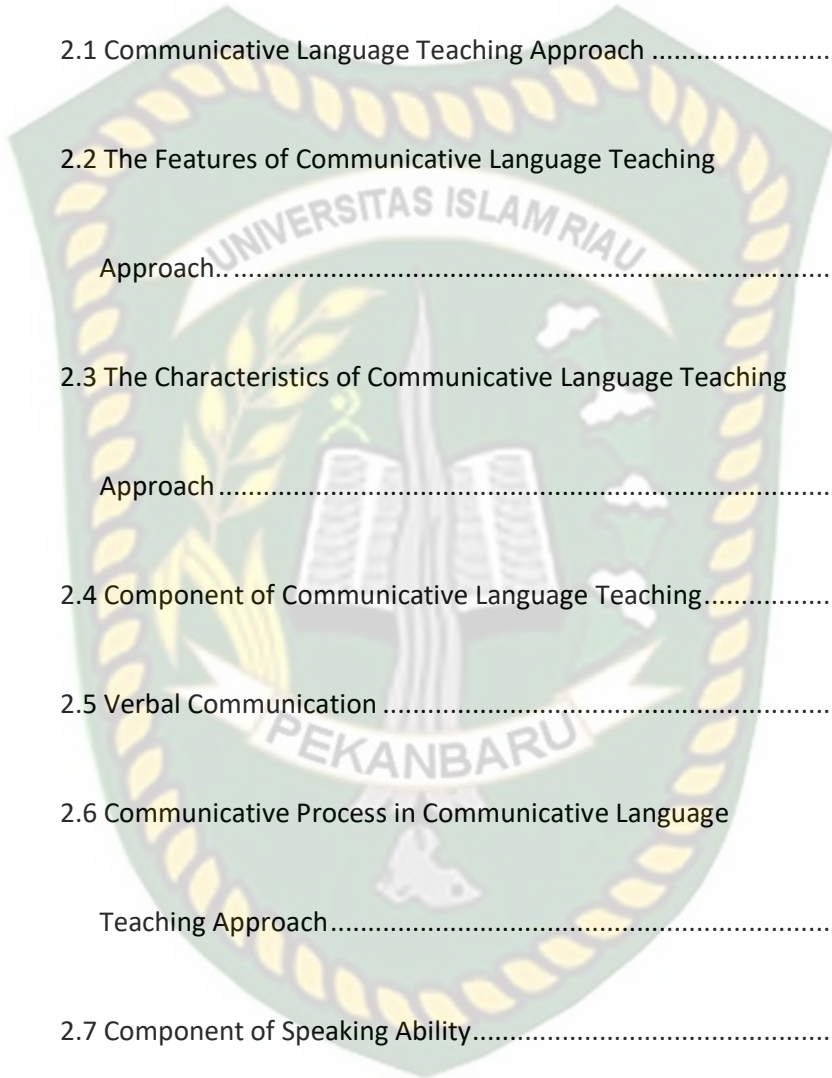 2.1 Communicative Language Teaching Approach ........................
2.2 The Features of Communicative Language Teaching
UNIVERSITAS ISLAM RIAU
Approach.. ................................................................................
2.3 The Characteristics of Communicative Language Teaching
Approach ..................................................................................
2.4 Component of Communicative Language Teaching.................
2.5 Verbal Communication ............................................................
PEKANBARU
2.6 Communicative Process in Communicative Language
Teaching Approach....................................................................
2.7 Component of Speaking Ability................................................